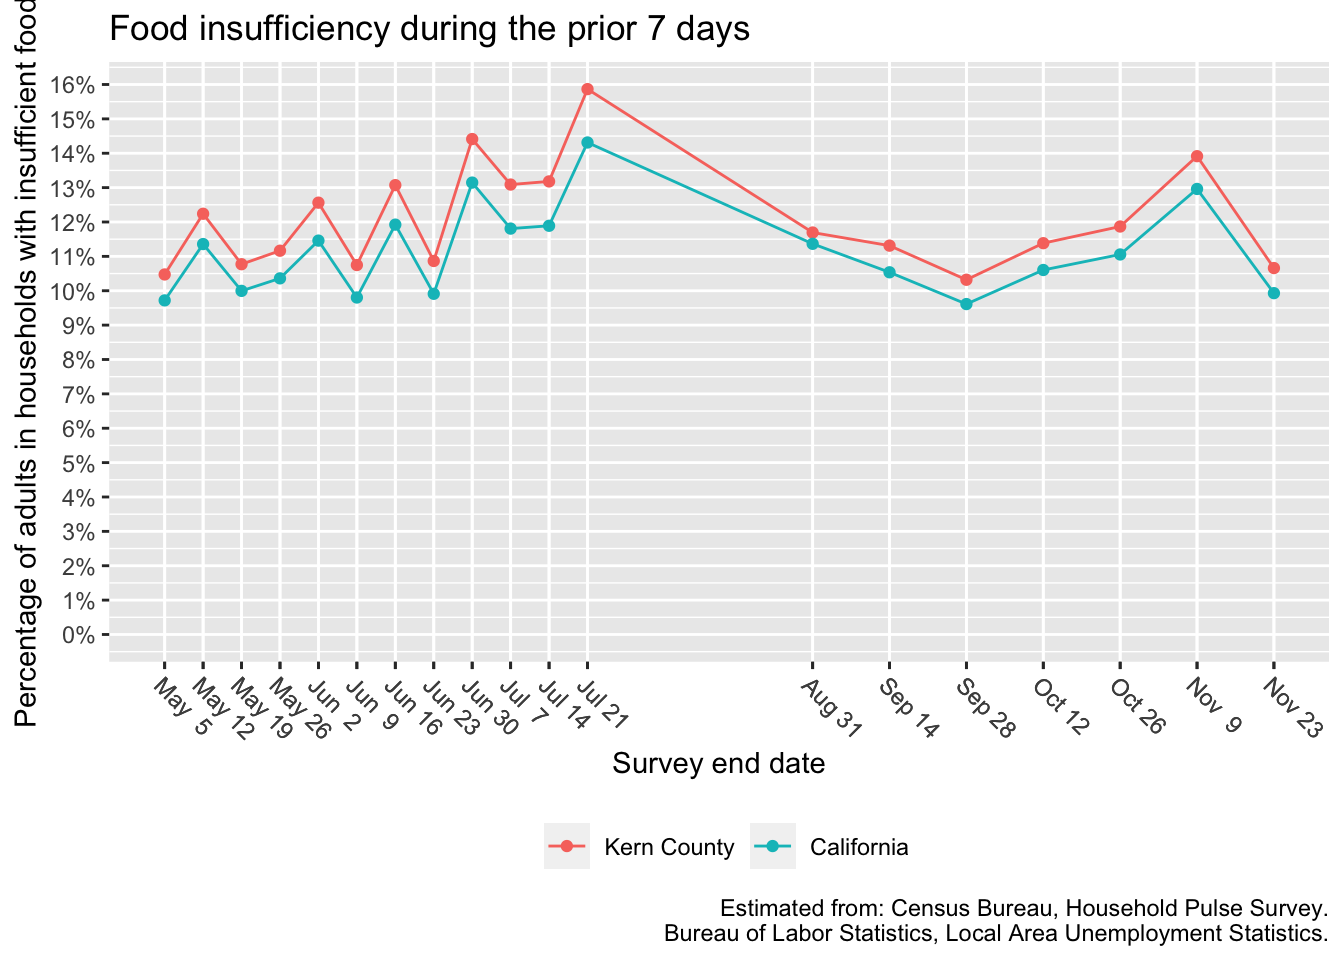 Food insufficiency during the prior 7 days
Percentage of adults in households with insufficient food
16%
15%
14%
13%
12%
11%
10%
9%
8%
7%
6%
5%
4%
3%
2%
1%
0%
May 5
May 12
May 19
May 26
Jun 2
Jun 9
Jun 16
Jun 23
Jun 30
Jul 7
Jul 14
Jul 21
Aug 31
Sep 14
Sep 28
Oct 12
Oct 26
Nov 9
Nov 23
Survey end date
Kern County
California
Estimated from: Census Bureau, Household Pulse Survey.
Bureau of Labor Statistics, Local Area Unemployment Statistics.